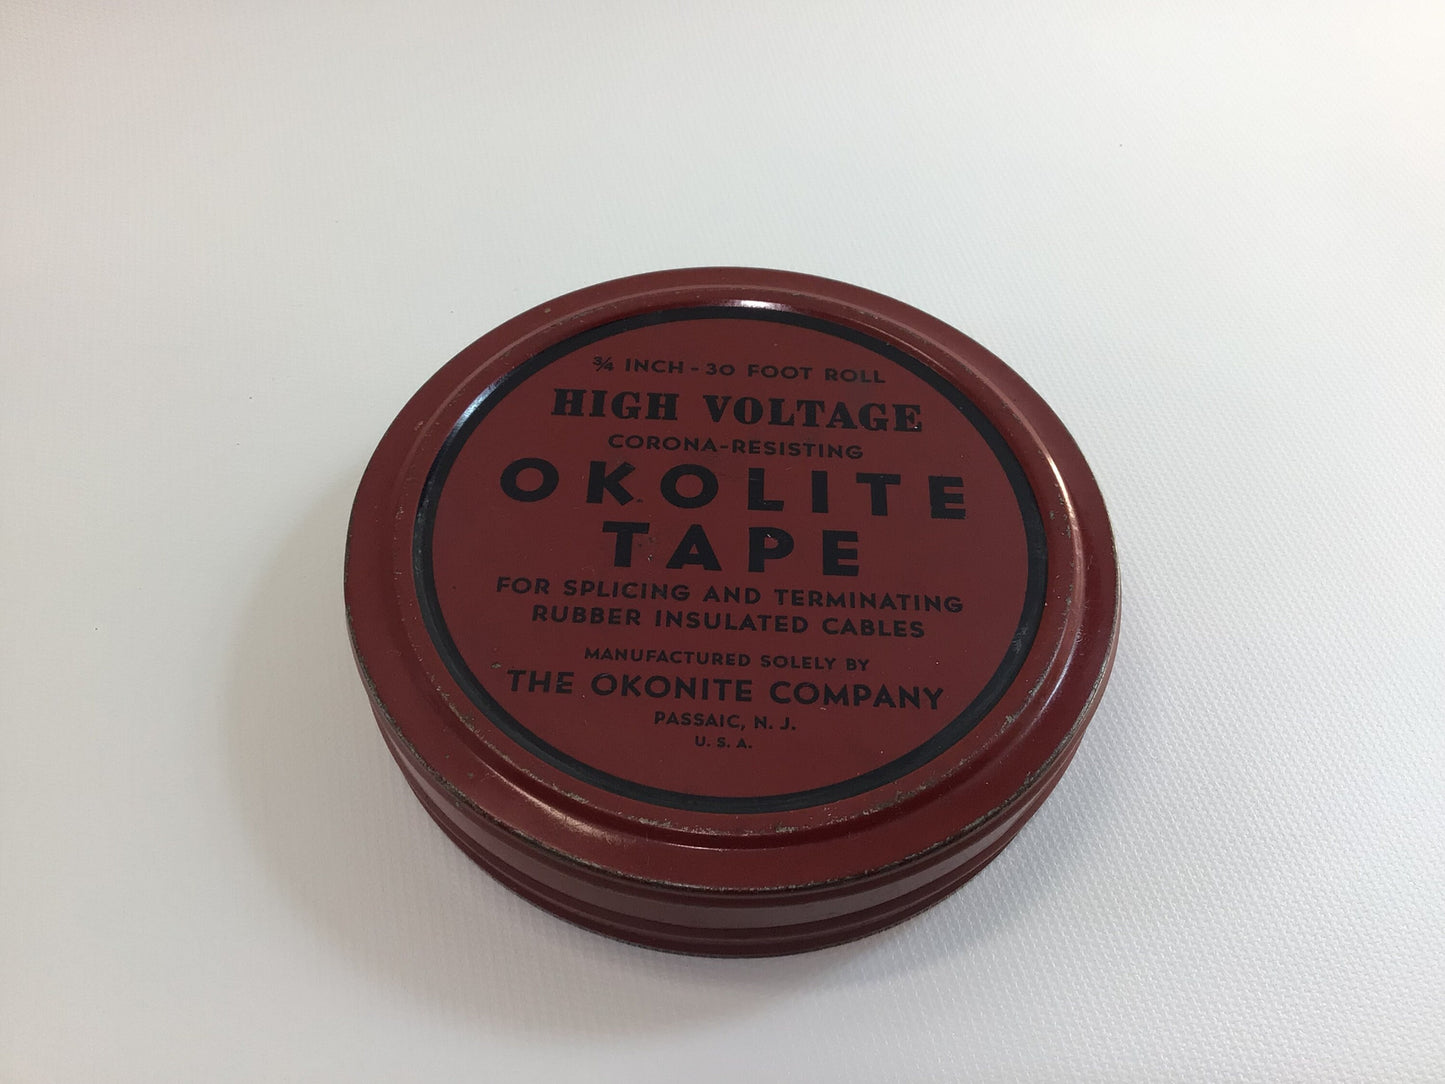 ¾ INCH - 30 FOOT ROLL
HIGH VOLTAGE
CORONA-RESISTING
OKOLITE
TAPE
FOR SPLICING AND TERMINATING
RUBBER INSULATED CABLES
MANUFACTURED SOLELY BY
THE OKONITE COMPANY
PASSAIC, N. J.
U. S. A.